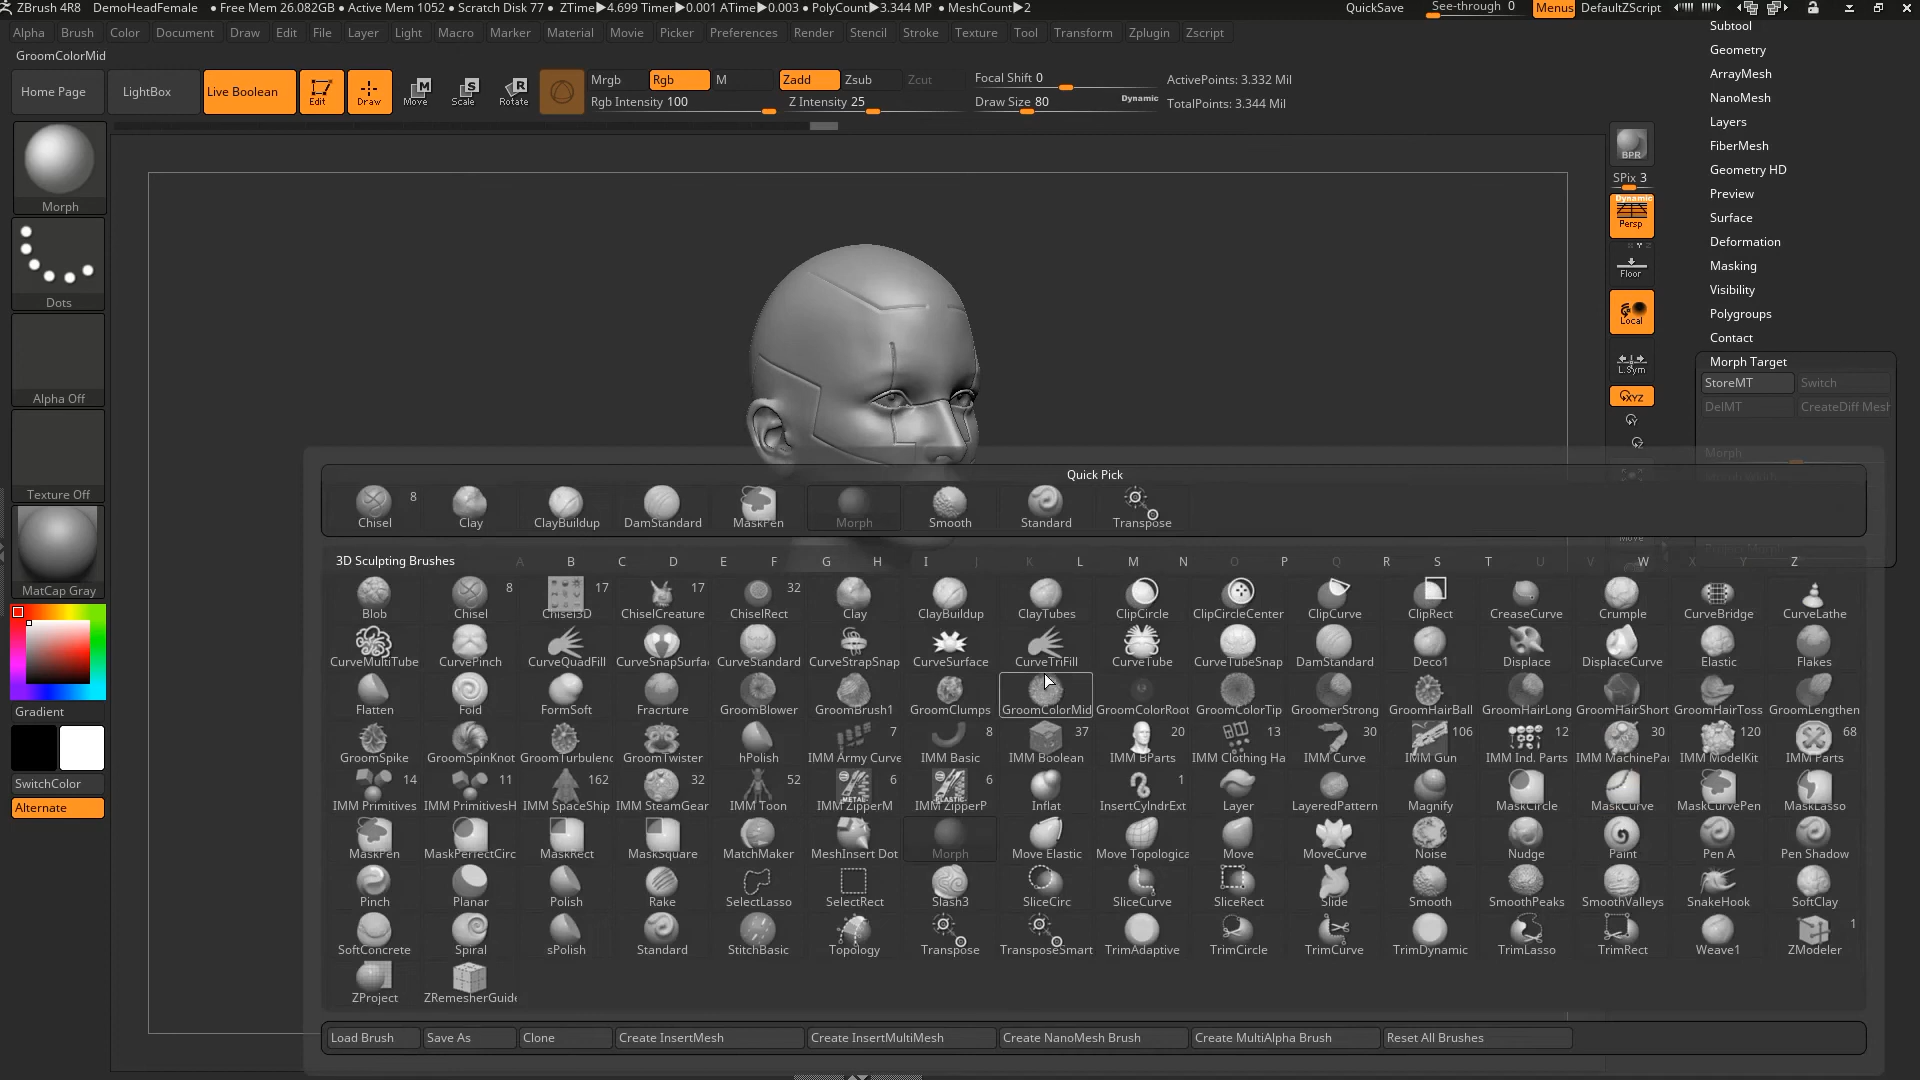 ZBrush 4R8 DemoHeadFemale • Free Mem 26.082GB • Active Mem 1052 • Scratch Disk 77 • ZTime▶4.699 Timer▶0.001 ATime▶0.003 • PolyCount▶3.344 MP • MeshCount▶2 QuickSave See-through 0 Menus DefaultZScript
Alpha Brush Color Document Draw Edit File Layer Light Macro Marker Material Movie Picker Preferences Render Stencil Stroke Texture Tool Transform Zplugin Zscript
GroomColorMid
Home Page LightBox Live Boolean Edit Draw Move Scale Rotate
Mrgb Rgb M Zadd Zsub Zcut Focal Shift 0 ActivePoints: 3.332 Mil
Rgb Intensity 100 Z Intensity 25 Draw Size 80 Dynamic TotalPoints: 3.344 Mil
Morph
Dots
Alpha Off
Texture Off
MatCap Gray
Gradient
SwitchColor
Alternate
BPR
SPix 3
Dynamic
Persp
Floor
Local
L.Sym
XYZ
Move
Subtool
Geometry
ArrayMesh
NanoMesh
Layers
FiberMesh
Geometry HD
Preview
Surface
Deformation
Masking
Visibility
Polygroups
Contact
Morph Target
StoreMT Switch
DelMT CreateDiff Mesh
Morph
Quick Pick
8
Chisel Clay ClayBuildup DamStandard MaskPen Morph Smooth Standard Transpose
3D Sculpting Brushes A B C D E F G H I J K L M N O P Q R S T U V W X Y Z
8 17 17 32
Blob Chisel Chisel3D ChiselCreature ChiselRect Clay ClayBuildup ClayTubes ClipCircle ClipCircleCenter ClipCurve ClipRect CreaseCurve Crumple CurveBridge CurveLathe
CurveMultiTube CurvePinch CurveQuadFill CurveSnapSurfa CurveStandard CurveStrapSnap CurveSurface CurveTriFill CurveTube CurveTubeSnap DamStandard Deco1 Displace DisplaceCurve Elastic Flakes
Flatten Fold FormSoft Fracrture GroomBlower GroomBrush1 GroomClumps GroomColorMid GroomColorRoot GroomColorTip GroomerStrong GroomHairBall GroomHairLong GroomHairShort GroomHairToss GroomLengthen
7 8 37 20 13 30 106 12 30 120 68
GroomSpike GroomSpinKnot GroomTurbulenc GroomTwister hPolish IMM Army Curve IMM Basic IMM Boolean IMM BParts IMM Clothing Ha IMM Curve IMM Gun IMM Ind. Parts IMM MachinePar IMM ModelKit IMM Parts
14 11 162 32 52 6 6 1
IMM Primitives IMM PrimitivesH IMM SpaceShip IMM SteamGear IMM Toon IMM ZipperM IMM ZipperP Inflat InsertCylndrExt Layer LayeredPattern Magnify MaskCircle MaskCurve MaskCurvePen MaskLasso
MaskPen MaskPerfectCirc MaskRect MaskSquare MatchMaker MeshInsert Dot Morph Move Elastic Move Topologica Move MoveCurve Noise Nudge Paint Pen A Pen Shadow
Pinch Planar Polish Rake SelectLasso SelectRect Slash3 SliceCirc SliceCurve SliceRect Slide Smooth SmoothPeaks SmoothValleys SnakeHook SoftClay
1
SoftConcrete Spiral sPolish Standard StitchBasic Topology Transpose TransposeSmart TrimAdaptive TrimCircle TrimCurve TrimDynamic TrimLasso TrimRect Weave1 ZModeler
ZProject ZRemesherGuide
Load Brush Save As Clone Create InsertMesh Create InsertMultiMesh Create NanoMesh Brush Create MultiAlpha Brush Reset All Brushes